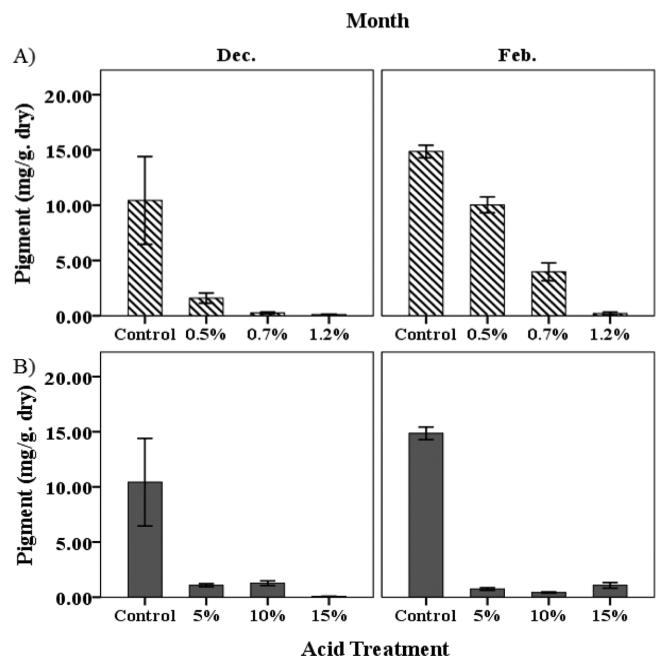 Month
A)
Dec. Feb.
Pigment (mg/g. dry)
20.00
15.00
10.00
5.00
0.00
Control 0.5% 0.7% 1.2% Control 0.5% 0.7% 1.2%
B)
Pigment (mg/g. dry)
20.00
15.00
10.00
5.00
0.00
Control 5% 10% 15% Control 5% 10% 15%
Acid Treatment